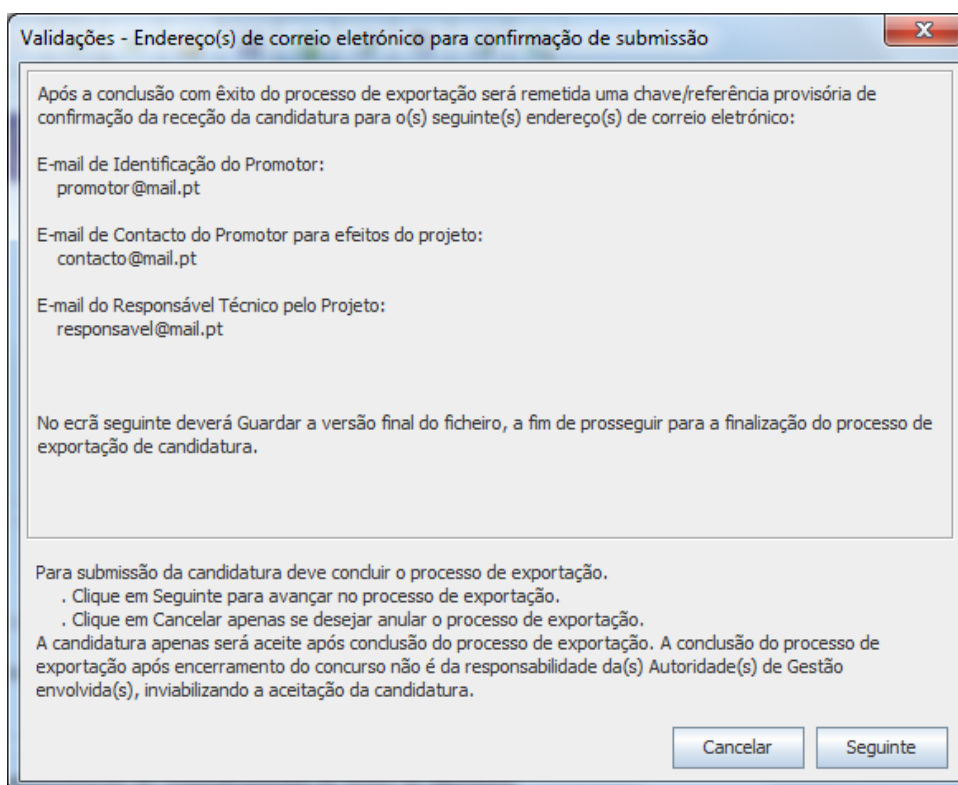 Validações - Endereço(s) de correio eletrónico para confirmação de submissão
Após a conclusão com êxito do processo de exportação será remetida uma chave/referência provisória de
confirmação da receção da candidatura para o(s) seguinte(s) endereço(s) de correio eletrónico:
E-mail de Identificação do Promotor:
promotor@mail.pt
E-mail de Contacto do Promotor para efeitos do projeto:
contacto@mail.pt
E-mail do Responsável Técnico pelo Projeto:
responsavel@mail.pt
No ecrã seguinte deverá Guardar a versão final do ficheiro, a fim de prosseguir para a finalização do processo de
exportação de candidatura.
Para submissão da candidatura deve concluir o processo de exportação.
. Clique em Seguinte para avançar no processo de exportação.
. Clique em Cancelar apenas se desejar anular o processo de exportação.
A candidatura apenas será aceite após conclusão do processo de exportação. A conclusão do processo de
exportação após encerramento do concurso não é da responsabilidade da(s) Autoridade(s) de Gestão
envolvida(s), inviabilizando a aceitação da candidatura.
Cancelar Seguinte